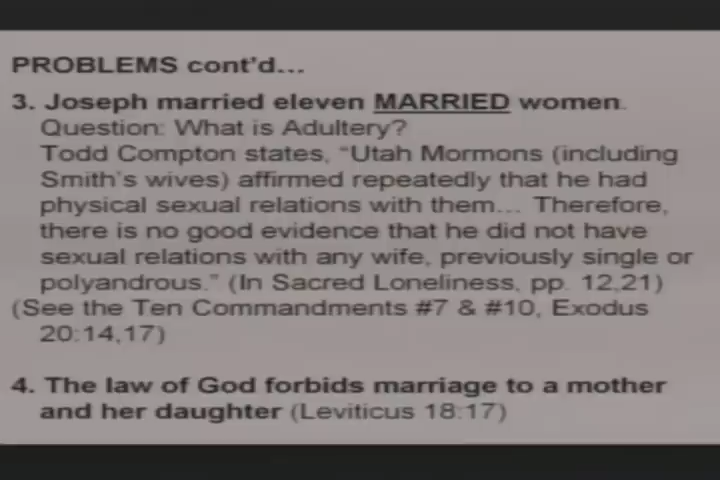 PROBLEMS cont'd...
3. Joseph married eleven MARRIED women.
Question: What is Adultery?
Todd Compton states, "Utah Mormons (including
Smith's wives) affirmed repeatedly that he had
physical sexual relations with them... Therefore,
there is no good evidence that he did not have
sexual relations with any wife, previously single or
polyandrous." (In Sacred Loneliness, pp. 12,21)
(See the Ten Commandments #7 & #10, Exodus
20:14,17)
4. The law of God forbids marriage to a mother
and her daughter (Leviticus 18:17)